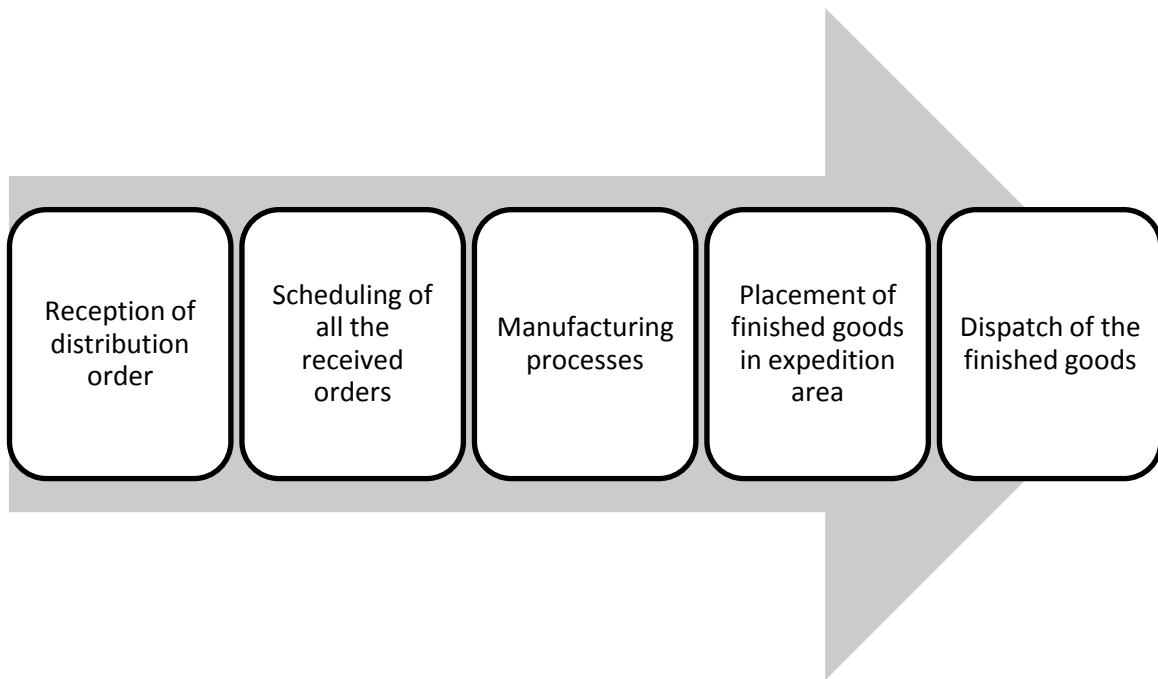 Reception of
distribution
order
Scheduling of
all the
received
orders
Manufacturing
processes
Placement of
finished goods
in expedition
area
Dispatch of the
finished goods